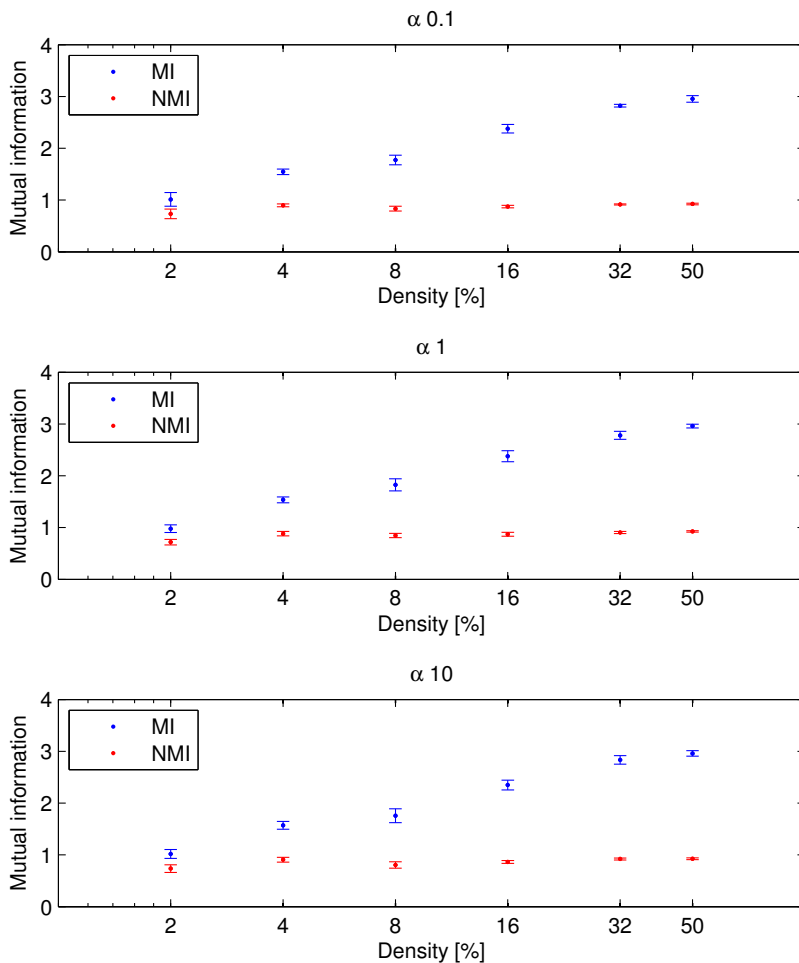 α 0.1
4
3
2
1
0
Mutual information
MI
NMI
2 4 8 16 32 50
Density [%]
α 1
4
3
2
1
0
Mutual information
MI
NMI
2 4 8 16 32 50
Density [%]
α 10
4
3
2
1
0
Mutual information
MI
NMI
2 4 8 16 32 50
Density [%]